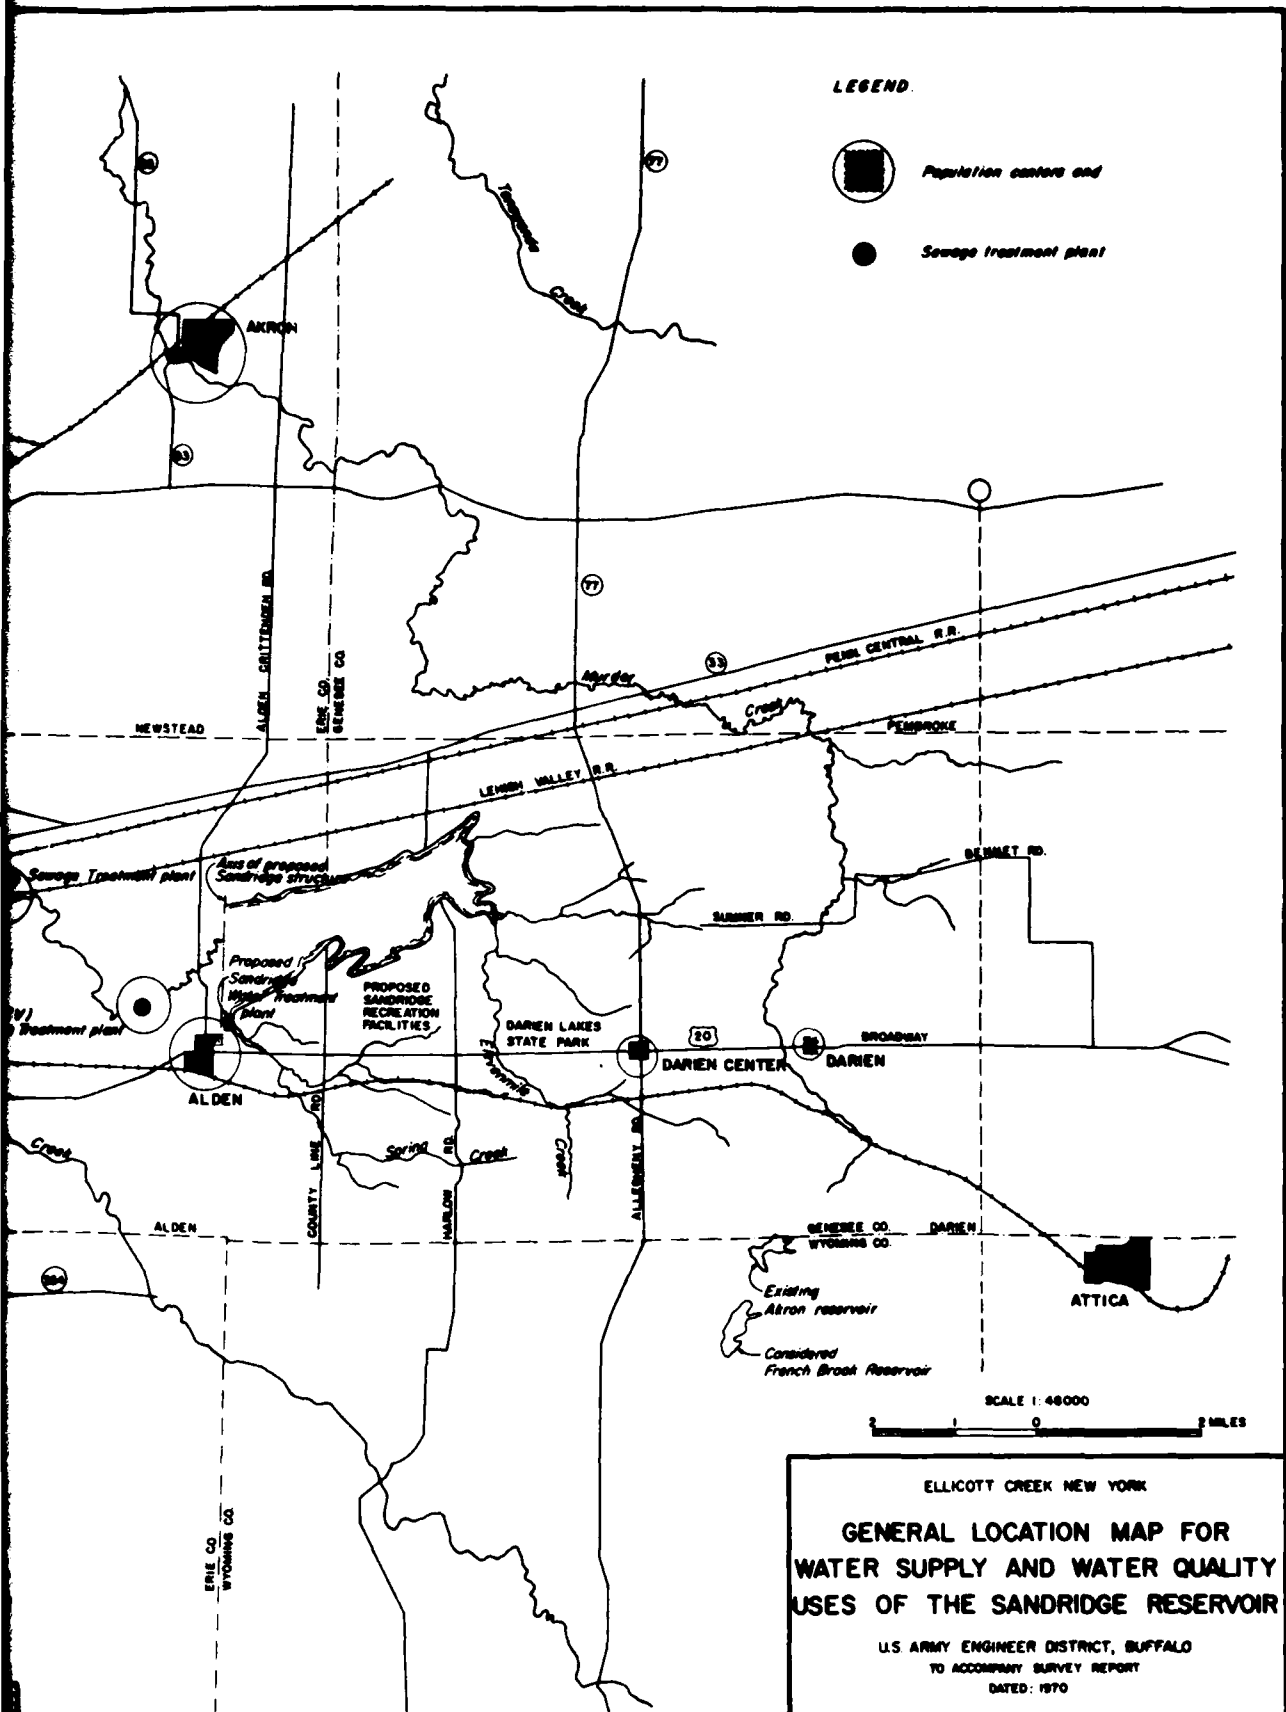 LEGEND
Population centers and
Sewage treatment plant
77
Tonawanda
Creek
AKRON
93
77
ALDEN CRITTENDEN RD.
ERIE CO.
GENESEE CO.
33
PENN CENTRAL R.R.
Murder
Creek
NEWSTEAD
PEMBROKE
LEHIGH VALLEY R.R.
BENNET RD.
Sewage Treatment plant
Axis of proposed
Sandridge structure
SUMNER RD.
Proposed
Sandridge
Water Treatment
plant
PROPOSED
SANDRIDGE
RECREATION
FACILITIES
Treatment plant
DARIEN LAKES
STATE PARK
20
BROADWAY
DARIEN CENTER
DARIEN
ALDEN
Elevenmile
Creek
Spring
Creek
Creek
COUNTY LINE RD.
HARLOW RD.
ALLEGHENY RD.
ALDEN
GENESEE CO.
DARIEN
WYOMING CO.
Existing
Akron reservoir
ATTICA
Considered
French Brook Reservoir
SCALE 1:48000
2 1 0 2 MILES
ERIE CO.
WYOMING CO.
ELLICOTT CREEK NEW YORK
GENERAL LOCATION MAP FOR
WATER SUPPLY AND WATER QUALITY
USES OF THE SANDRIDGE RESERVOIR
U.S. ARMY ENGINEER DISTRICT, BUFFALO
TO ACCOMPANY SURVEY REPORT
DATED: 1970